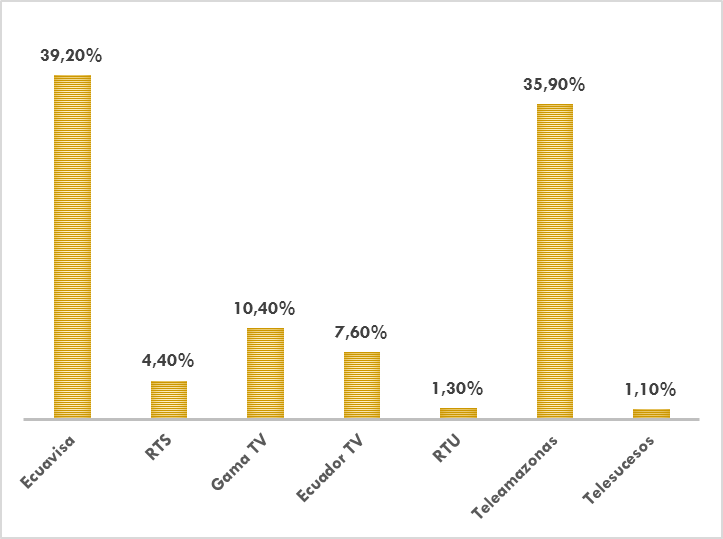 39,20%
4,40%
10,40%
7,60%
1,30%
35,90%
1,10%
Ecuavisa
RTS
Gama TV
Ecuador TV
RTU
Teleamazonas
Telesucesos